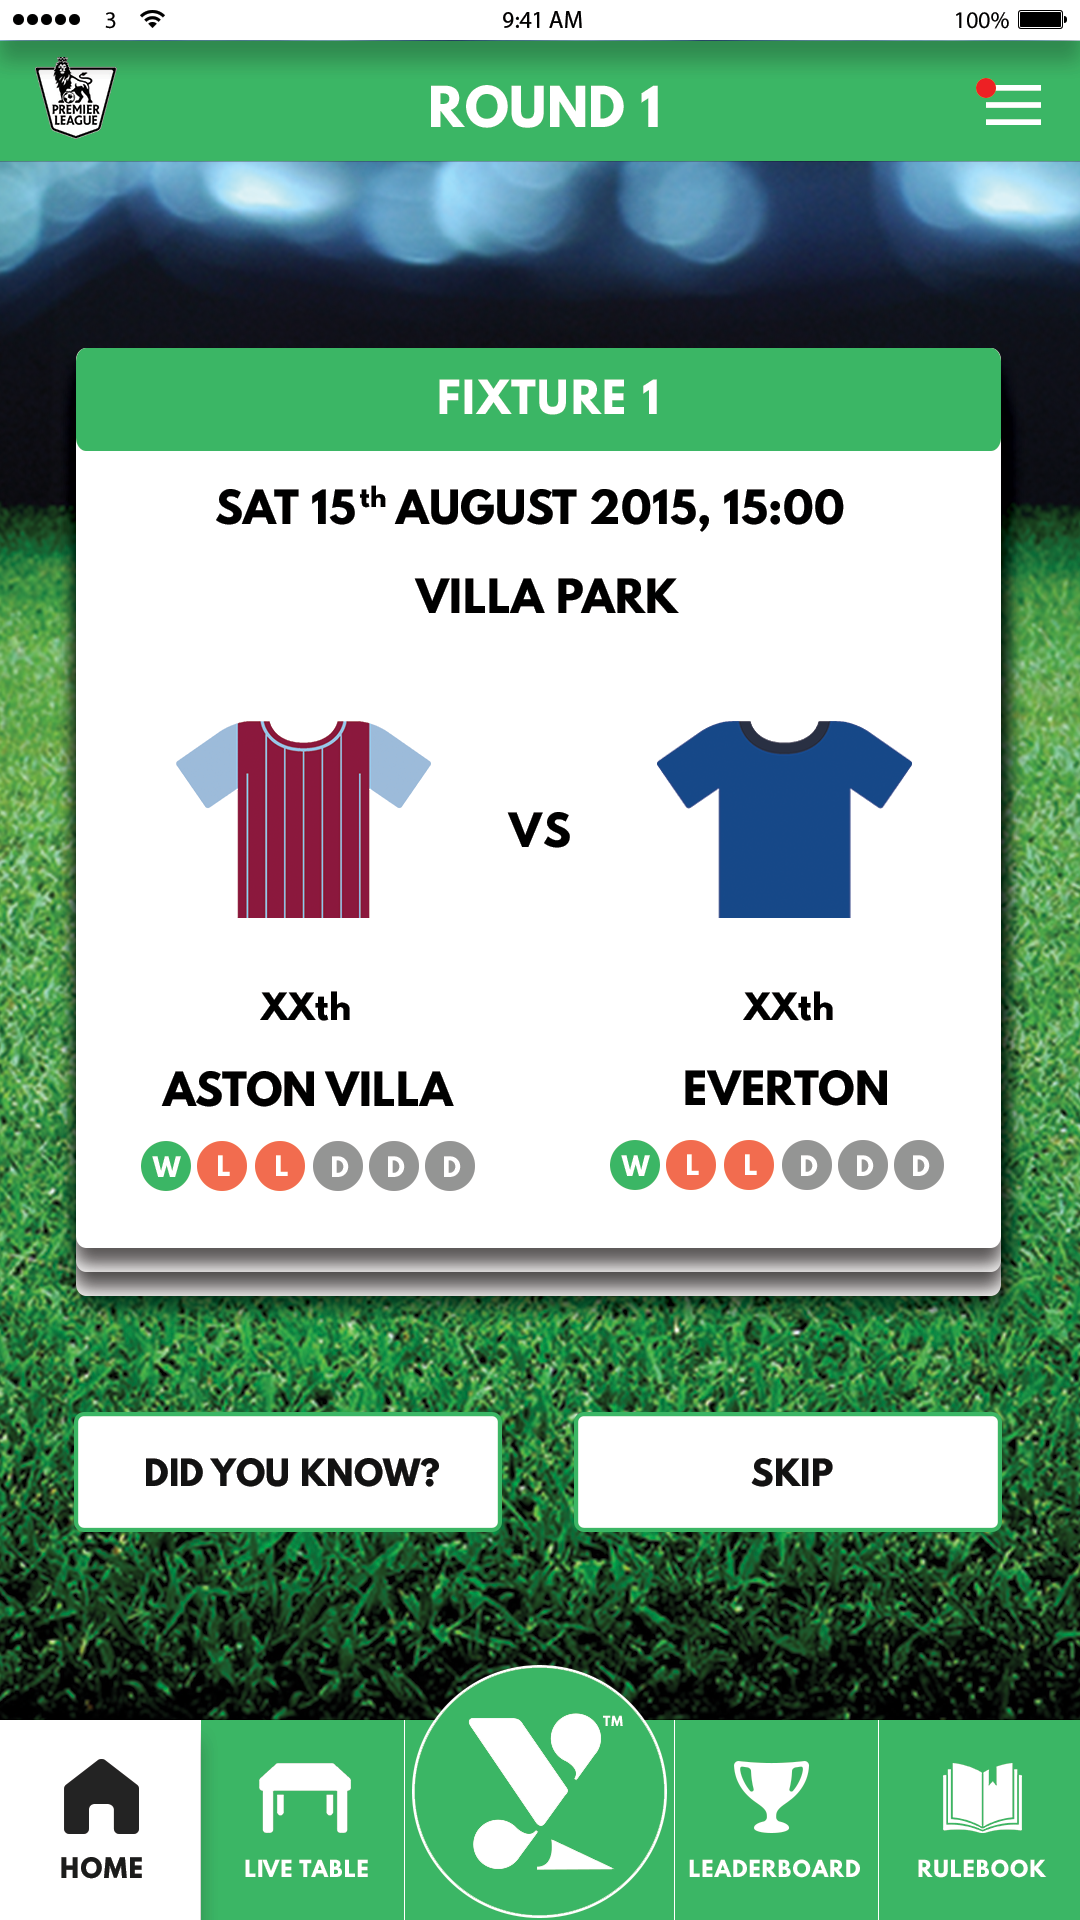 3 9:41 AM 100%
PREMIER
LEAGUE
ROUND 1
FIXTURE 1
SAT 15th AUGUST 2015, 15:00
VILLA PARK
VS
XXth XXth
ASTON VILLA EVERTON
W L L D D D W L L D D D
DID YOU KNOW? SKIP
TM
HOME LIVE TABLE LEADERBOARD RULEBOOK